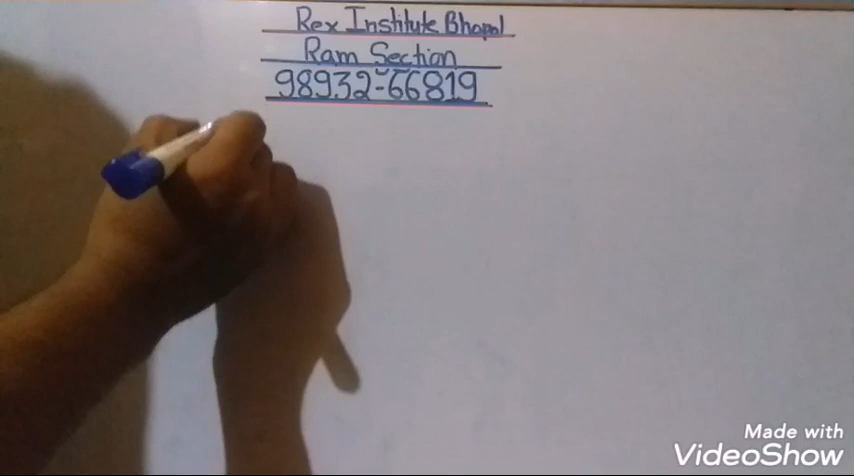 Rex Institute Bhopal
Ram Section
98932-66819
Made with
VideoShow